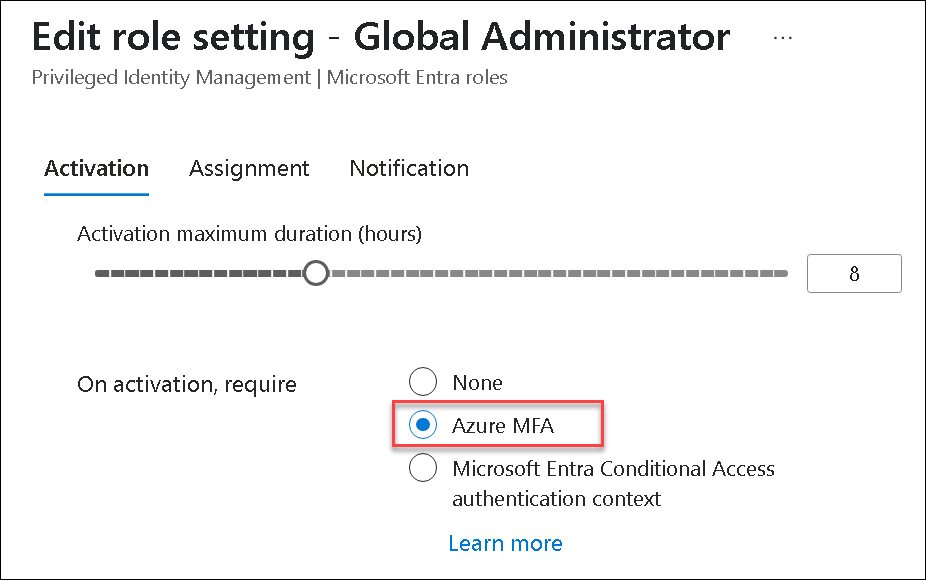 Edit role setting - Global Administrator ...
Privileged Identity Management | Microsoft Entra roles
Activation Assignment Notification
Activation maximum duration (hours)
8
On activation, require
None
Azure MFA
Microsoft Entra Conditional Access
authentication context
Learn more